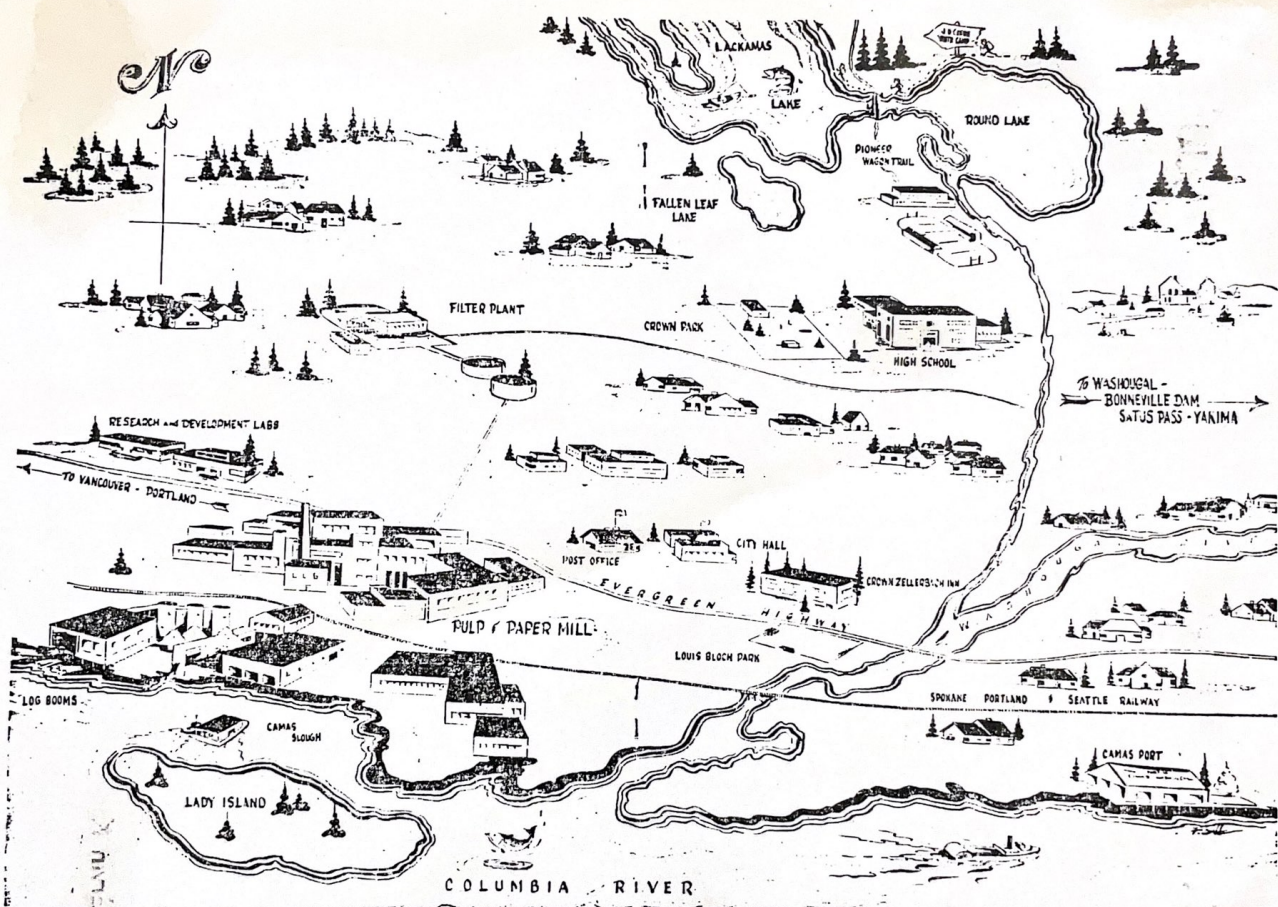 N
LACKAMAS
LAKE
ROUND LAKE
PIONEER
WAGON TRAIL
FALLEN LEAF
LAKE
FILTER PLANT
CROWN PARK
HIGH SCHOOL
TO WASHOUGAL -
BONNEVILLE DAM
SATUS PASS - YAKIMA
RESEARCH and DEVELOPMENT LABS
TO VANCOUVER - PORTLAND
POST OFFICE
CITY HALL
CROWN ZELLERBACH INN
EVERGREEN HIGHWAY
PULP & PAPER MILL
LOUIS BLOCH PARK
SPOKANE PORTLAND & SEATTLE RAILWAY
LOG BOOMS
CAMAS
SLOUGH
CAMAS PORT
LADY ISLAND
COLUMBIA RIVER